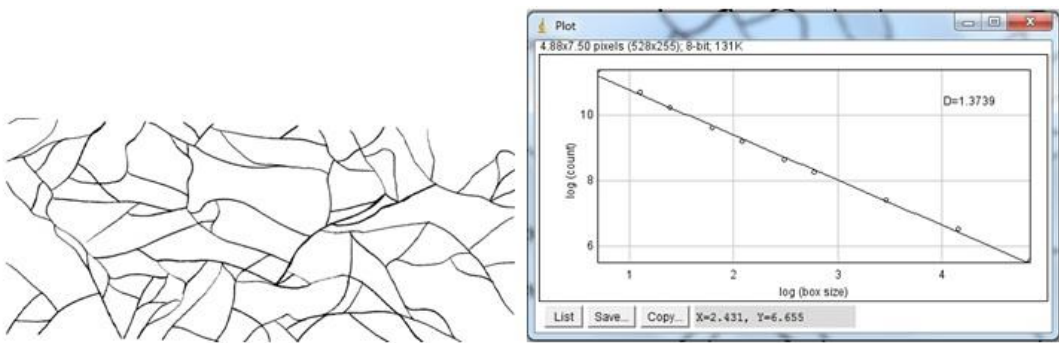 Plot
4.88x7.50 pixels (528x255); 8-bit; 131K
D=1.3739
10
8
6
log (count)
1 2 3 4
log (box size)
List Save... Copy... X=2.431, Y=6.655